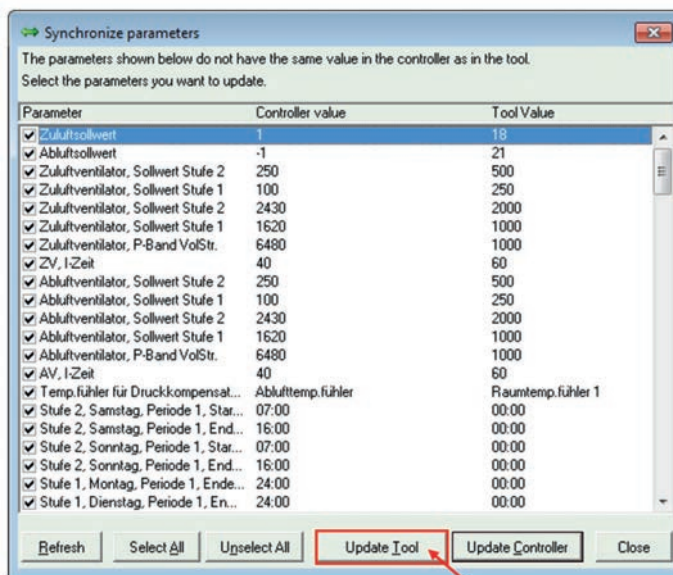 Synchronize parameters
The parameters shown below do not have the same value in the controller as in the tool.
Select the parameters you want to update.
Parameter Controller value Tool Value
Zuluftsollwert 1 18
Abluftsollwert -1 21
Zuluftventilator, Sollwert Stufe 2 250 500
Zuluftventilator, Sollwert Stufe 1 100 250
Zuluftventilator, Sollwert Stufe 2 2430 2000
Zuluftventilator, Sollwert Stufe 1 1620 1000
Zuluftventilator, P-Band VolStr. 6480 1000
ZV, I-Zeit 40 60
Abluftventilator, Sollwert Stufe 2 250 500
Abluftventilator, Sollwert Stufe 1 100 250
Abluftventilator, Sollwert Stufe 2 2430 2000
Abluftventilator, Sollwert Stufe 1 1620 1000
Abluftventilator, P-Band VolStr. 6480 1000
AV, I-Zeit 40 60
Temp.fühler für Druckkompensat... Ablufttemp.fühler Raumtemp.fühler 1
Stufe 2, Samstag, Periode 1, Star... 07:00 00:00
Stufe 2, Samstag, Periode 1, End... 16:00 00:00
Stufe 2, Sonntag, Periode 1, Star... 07:00 00:00
Stufe 2, Sonntag, Periode 1, End... 16:00 00:00
Stufe 1, Montag, Periode 1, Ende... 24:00 00:00
Stufe 1, Dienstag, Periode 1, En... 24:00 00:00
Refresh Select All Unselect All Update Tool Update Controller Close